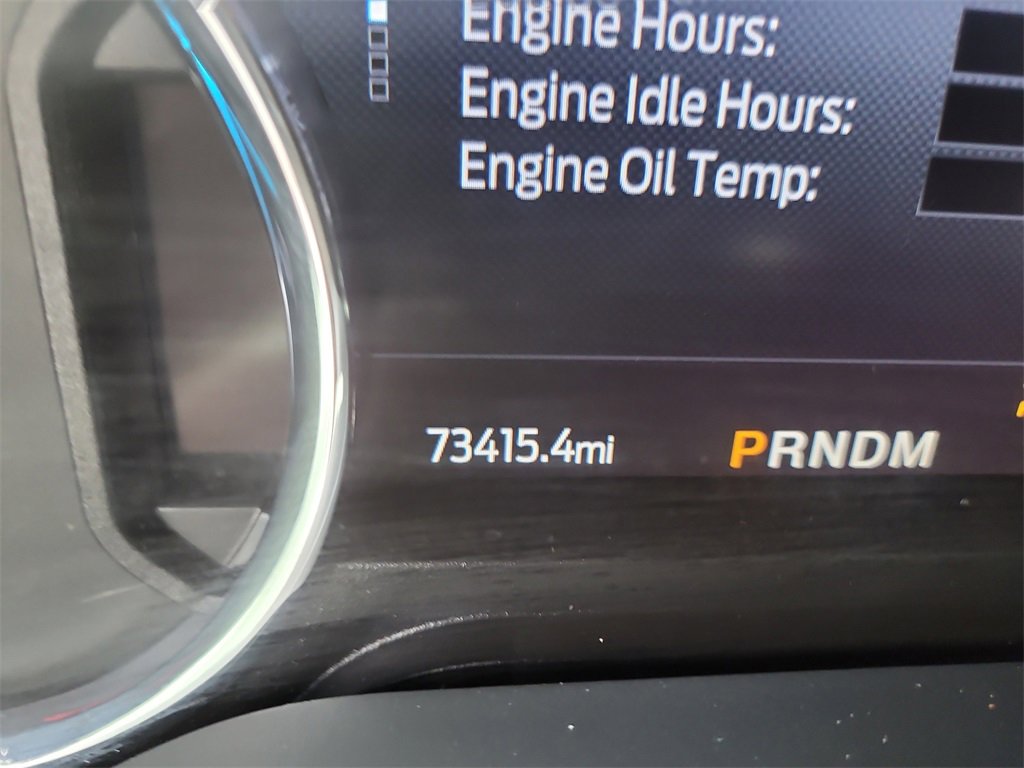 Engine Hours:
Engine Idle Hours:
Engine Oil Temp:
73415.4mi PRNDM